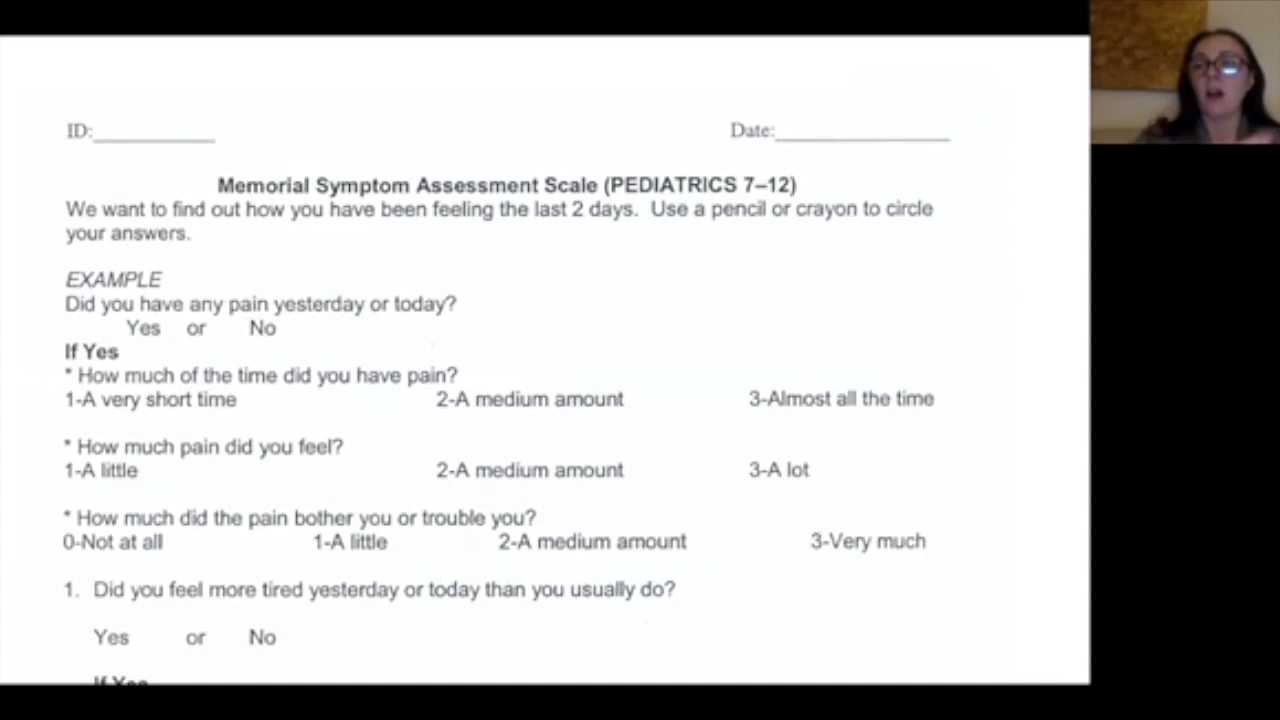 ID:_____________ Date:_______________
Memorial Symptom Assessment Scale (PEDIATRICS 7–12)
We want to find out how you have been feeling the last 2 days. Use a pencil or crayon to circle
your answers.
EXAMPLE
Did you have any pain yesterday or today?
Yes or No
If Yes
* How much of the time did you have pain?
1-A very short time 2-A medium amount 3-Almost all the time
* How much pain did you feel?
1-A little 2-A medium amount 3-A lot
* How much did the pain bother you or trouble you?
0-Not at all 1-A little 2-A medium amount 3-Very much
1. Did you feel more tired yesterday or today than you usually do?
Yes or No
If Yes